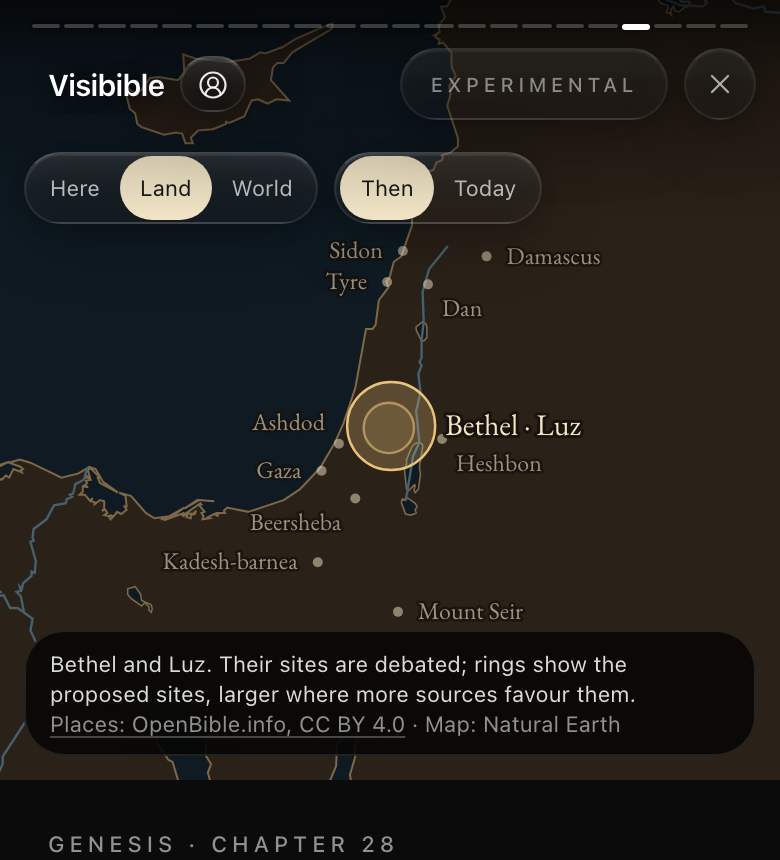 Visibible
EXPERIMENTAL
Here Land World
Then Today
Sidon
Damascus
Tyre
Dan
Ashdod
Bethel · Luz
Heshbon
Gaza
Beersheba
Kadesh-barnea
Mount Seir
Bethel and Luz. Their sites are debated; rings show the
proposed sites, larger where more sources favour them.
Places: OpenBible.info, CC BY 4.0 · Map: Natural Earth
GENESIS · CHAPTER 28